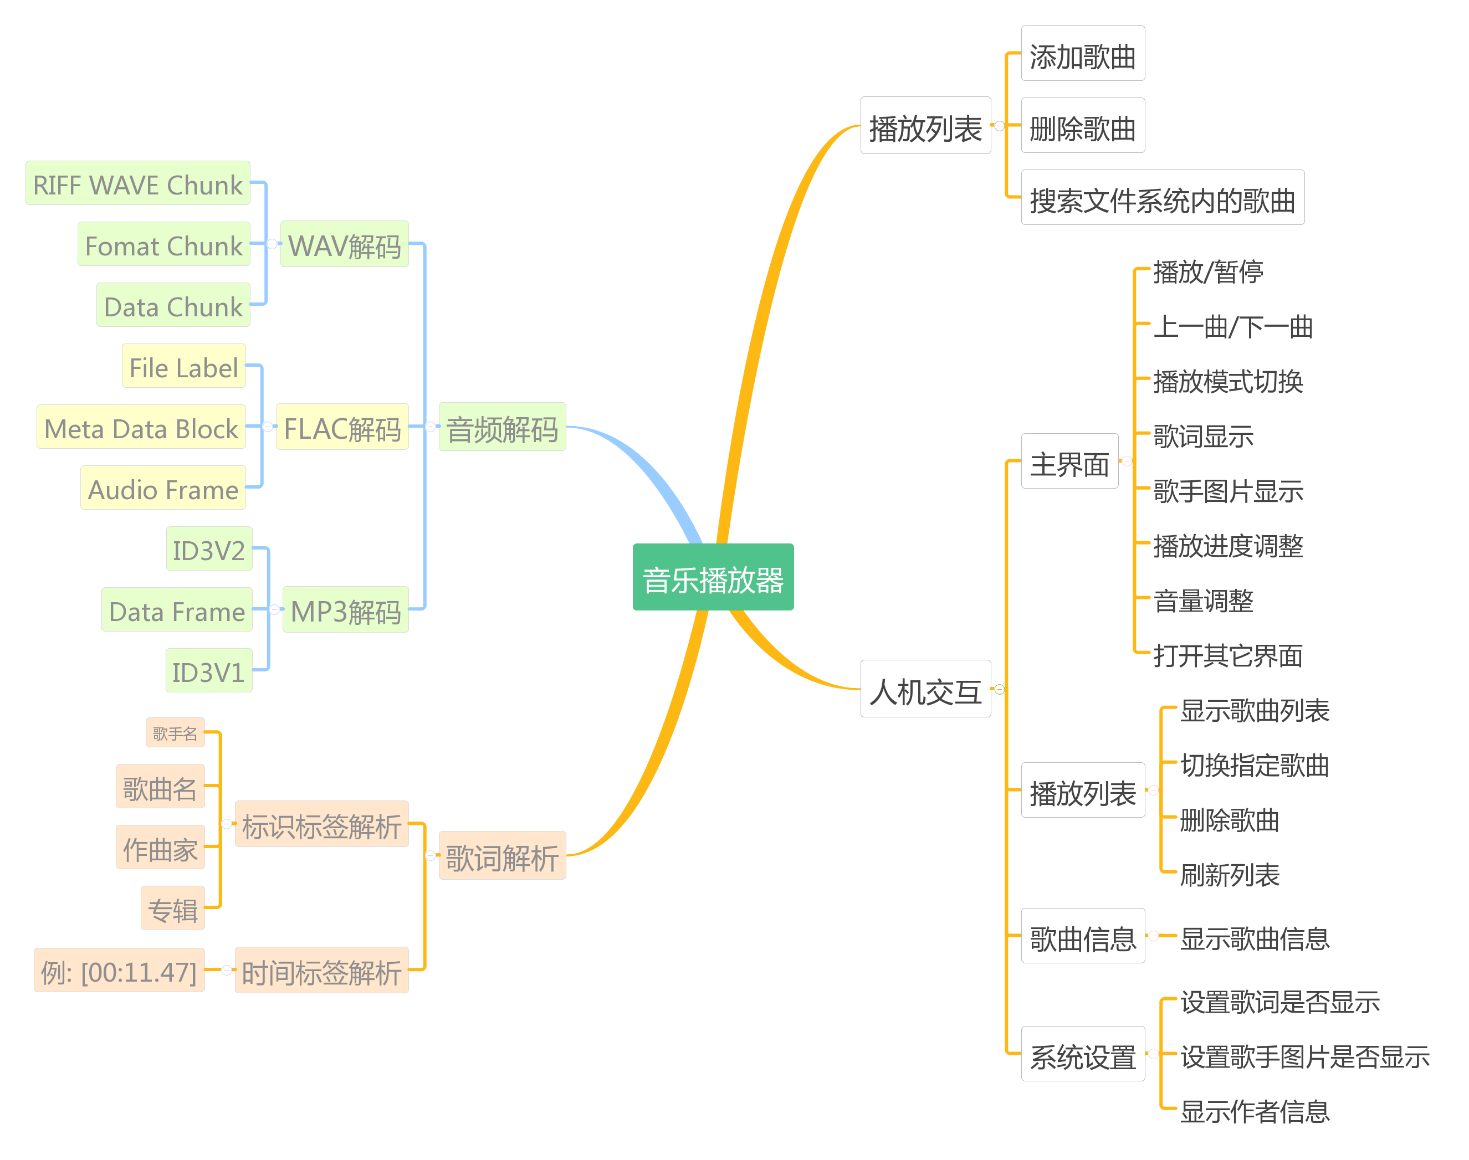 音乐播放器
播放列表
添加歌曲
删除歌曲
搜索文件系统内的歌曲
人机交互
主界面
播放/暂停
上一曲/下一曲
播放模式切换
歌词显示
歌手图片显示
播放进度调整
音量调整
打开其它界面
播放列表
显示歌曲列表
切换指定歌曲
删除歌曲
刷新列表
歌曲信息
显示歌曲信息
系统设置
设置歌词是否显示
设置歌手图片是否显示
显示作者信息
音频解码
WAV解码
RIFF WAVE Chunk
Fomat Chunk
Data Chunk
FLAC解码
File Label
Meta Data Block
Audio Frame
MP3解码
ID3V2
Data Frame
ID3V1
歌词解析
标识标签解析
歌手名
歌曲名
作曲家
专辑
时间标签解析
例: [00:11.47]